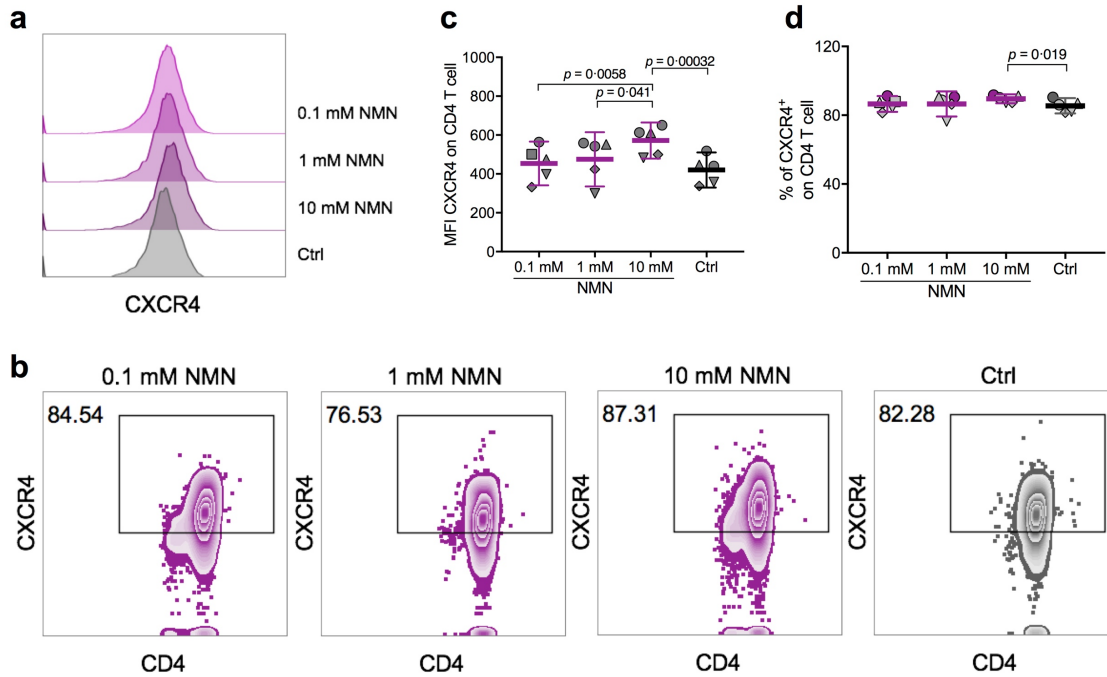 a
0.1 mM NMN
1 mM NMN
10 mM NMN
Ctrl
CXCR4
c
MFI CXCR4 on CD4 T cell
1000
800
600
400
200
0
p = 0·00032
p = 0·0058
p = 0·041
0.1 mM 1 mM 10 mM Ctrl
NMN
d
% of CXCR4+
on CD4 T cell
120
80
40
0
p = 0·019
0.1 mM 1 mM 10 mM Ctrl
NMN
b
0.1 mM NMN
84.54
CXCR4
CD4
1 mM NMN
76.53
CXCR4
CD4
10 mM NMN
87.31
CXCR4
CD4
Ctrl
82.28
CXCR4
CD4